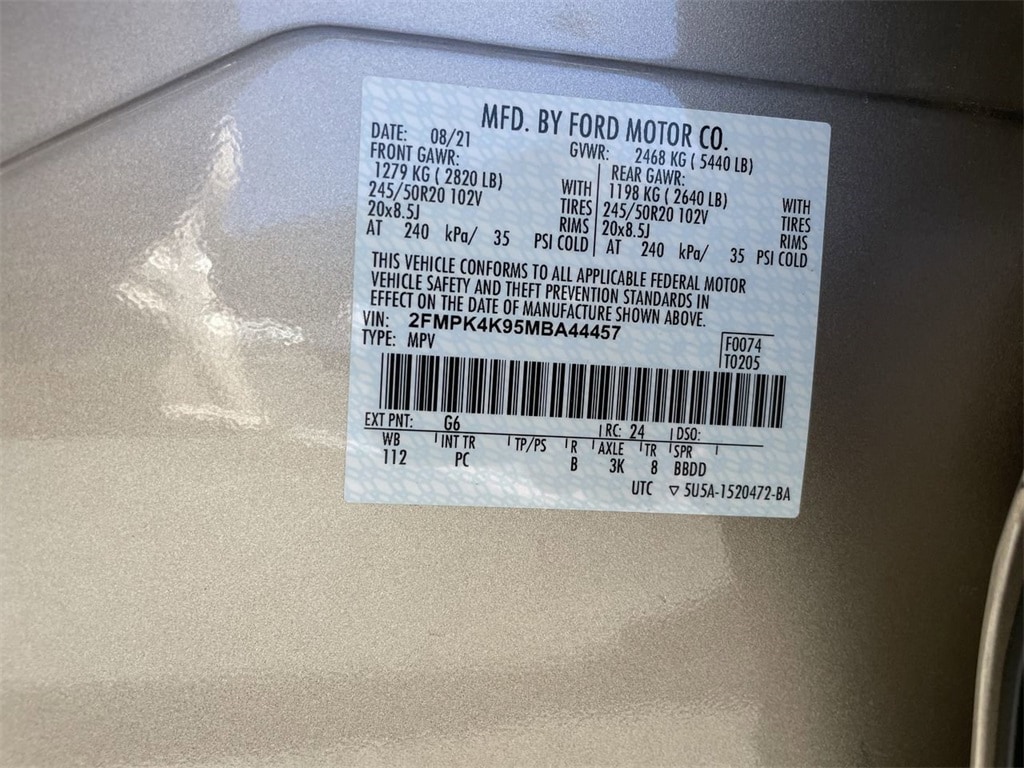 MFD. BY FORD MOTOR CO.
DATE: 08/21 GVWR: 2468 KG ( 5440 LB)
FRONT GAWR: REAR GAWR:
1279 KG ( 2820 LB) WITH 1198 KG ( 2640 LB) WITH
245/50R20 102V TIRES 245/50R20 102V TIRES
20x8.5J RIMS 20x8.5J RIMS
AT 240 kPa/ 35 PSI COLD AT 240 kPa/ 35 PSI COLD
THIS VEHICLE CONFORMS TO ALL APPLICABLE FEDERAL MOTOR
VEHICLE SAFETY AND THEFT PREVENTION STANDARDS IN
EFFECT ON THE DATE OF MANUFACTURE SHOWN ABOVE.
VIN: 2FMPK4K95MBA44457
TYPE: MPV F0074
T0205
EXT PNT: G6 RC: 24 DSO:
WB INT TR TP/PS R AXLE TR SPR
112 PC B 3K 8 BBDD
UTC ▽ 5U5A-1520472-BA